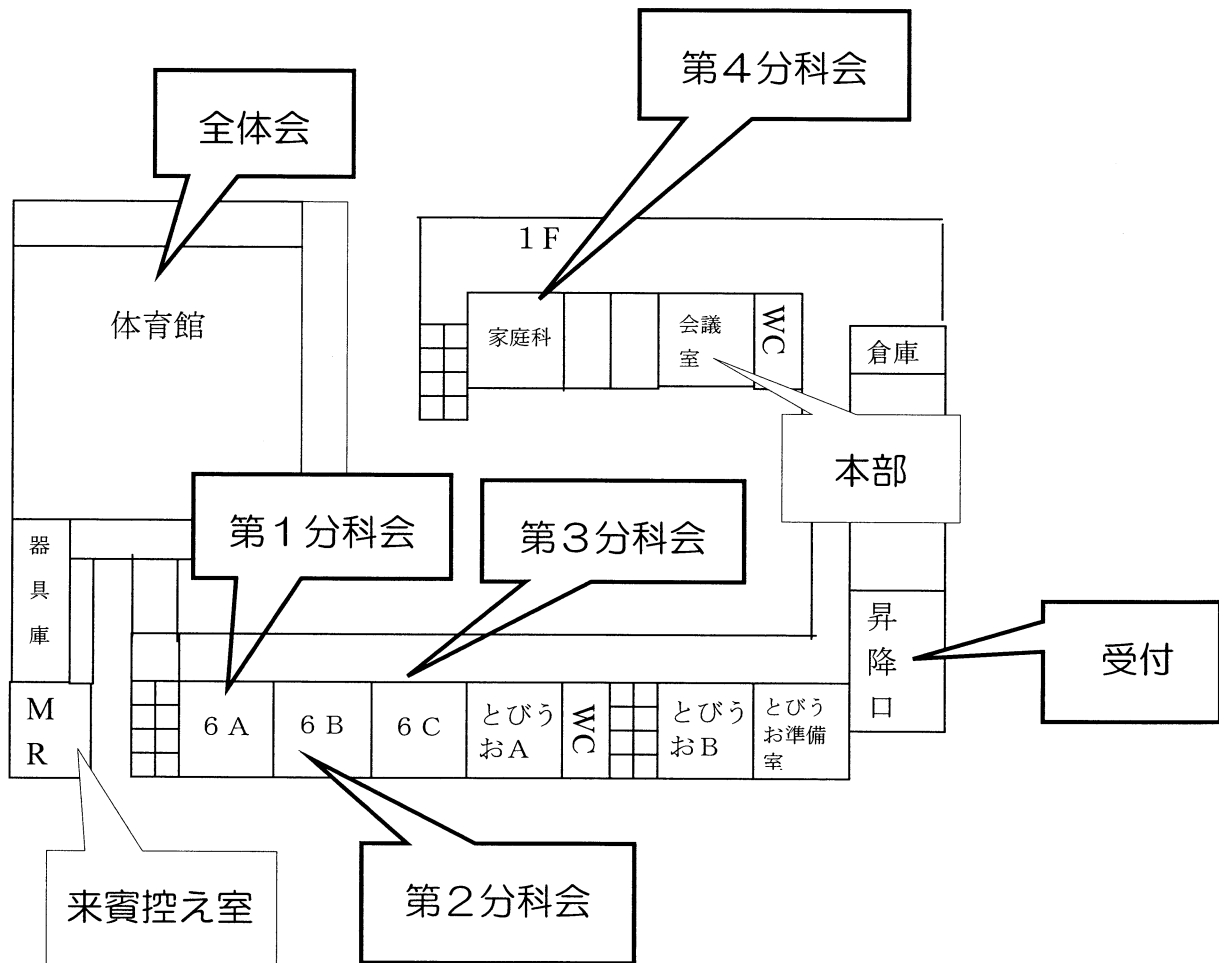 第４分科会
全体会
１Ｆ
体育館
家庭科
会議
室
WC
倉庫
本部
第１分科会
第３分科会
器
具
庫
昇
降
口
受付
Ｍ
Ｒ
６Ａ
６Ｂ
６Ｃ
とびう
おＡ
WC
とびう
おＢ
とびう
お準備
室
来賓控え室
第２分科会